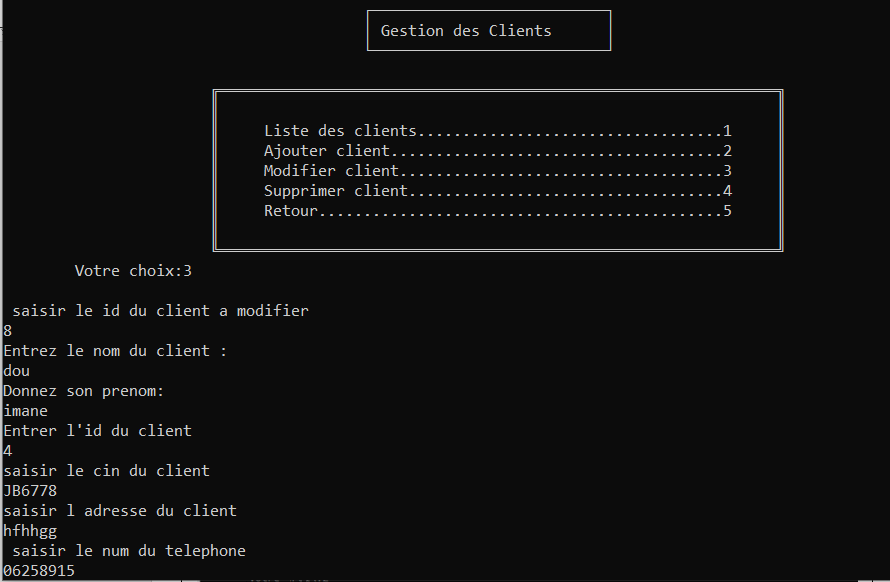 Gestion des Clients
Liste des clients..................................1
Ajouter client.....................................2
Modifier client....................................3
Supprimer client...................................4
Retour.............................................5
Votre choix:3
saisir le id du client a modifier
8
Entrez le nom du client :
dou
Donnez son prenom:
imane
Entrer l'id du client
4
saisir le cin du client
JB6778
saisir l adresse du client
hfhhgg
saisir le num du telephone
06258915